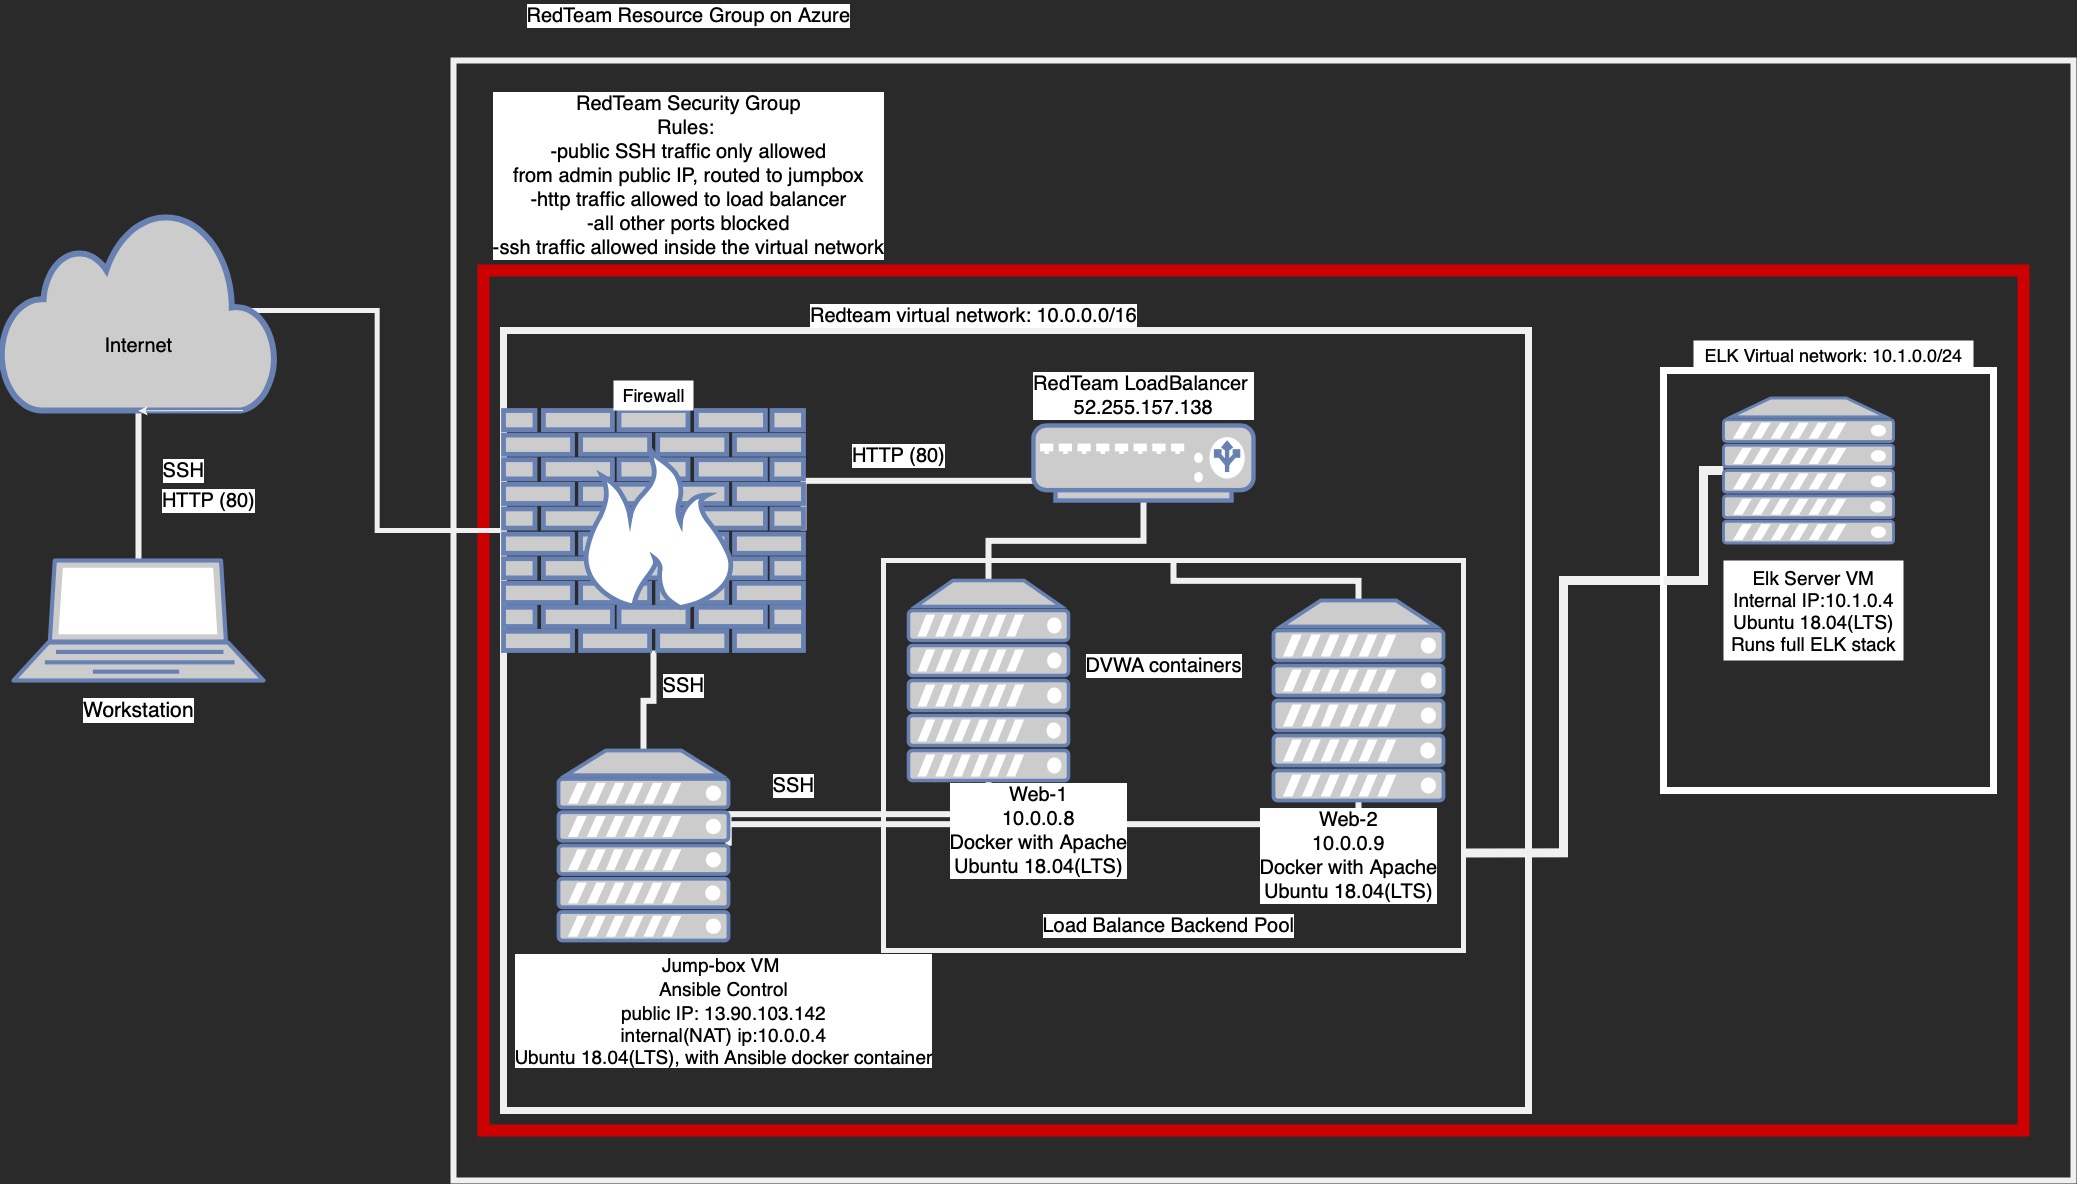 RedTeam Resource Group on Azure
RedTeam Security Group
Rules:
-public SSH traffic only allowed
from admin public IP, routed to jumpbox
-http traffic allowed to load balancer
-all other ports blocked
-ssh traffic allowed inside the virtual network
Redteam virtual network: 10.0.0.0/16
Internet
SSH
HTTP (80)
Workstation
Firewall
HTTP (80)
RedTeam LoadBalancer
52.255.157.138
ELK Virtual network: 10.1.0.0/24
Elk Server VM
Internal IP:10.1.0.4
Ubuntu 18.04(LTS)
Runs full ELK stack
SSH
DVWA containers
SSH
Web-1
10.0.0.8
Docker with Apache
Ubuntu 18.04(LTS)
Web-2
10.0.0.9
Docker with Apache
Ubuntu 18.04(LTS)
Load Balance Backend Pool
Jump-box VM
Ansible Control
public IP: 13.90.103.142
internal(NAT) ip:10.0.0.4
Ubuntu 18.04(LTS), with Ansible docker container